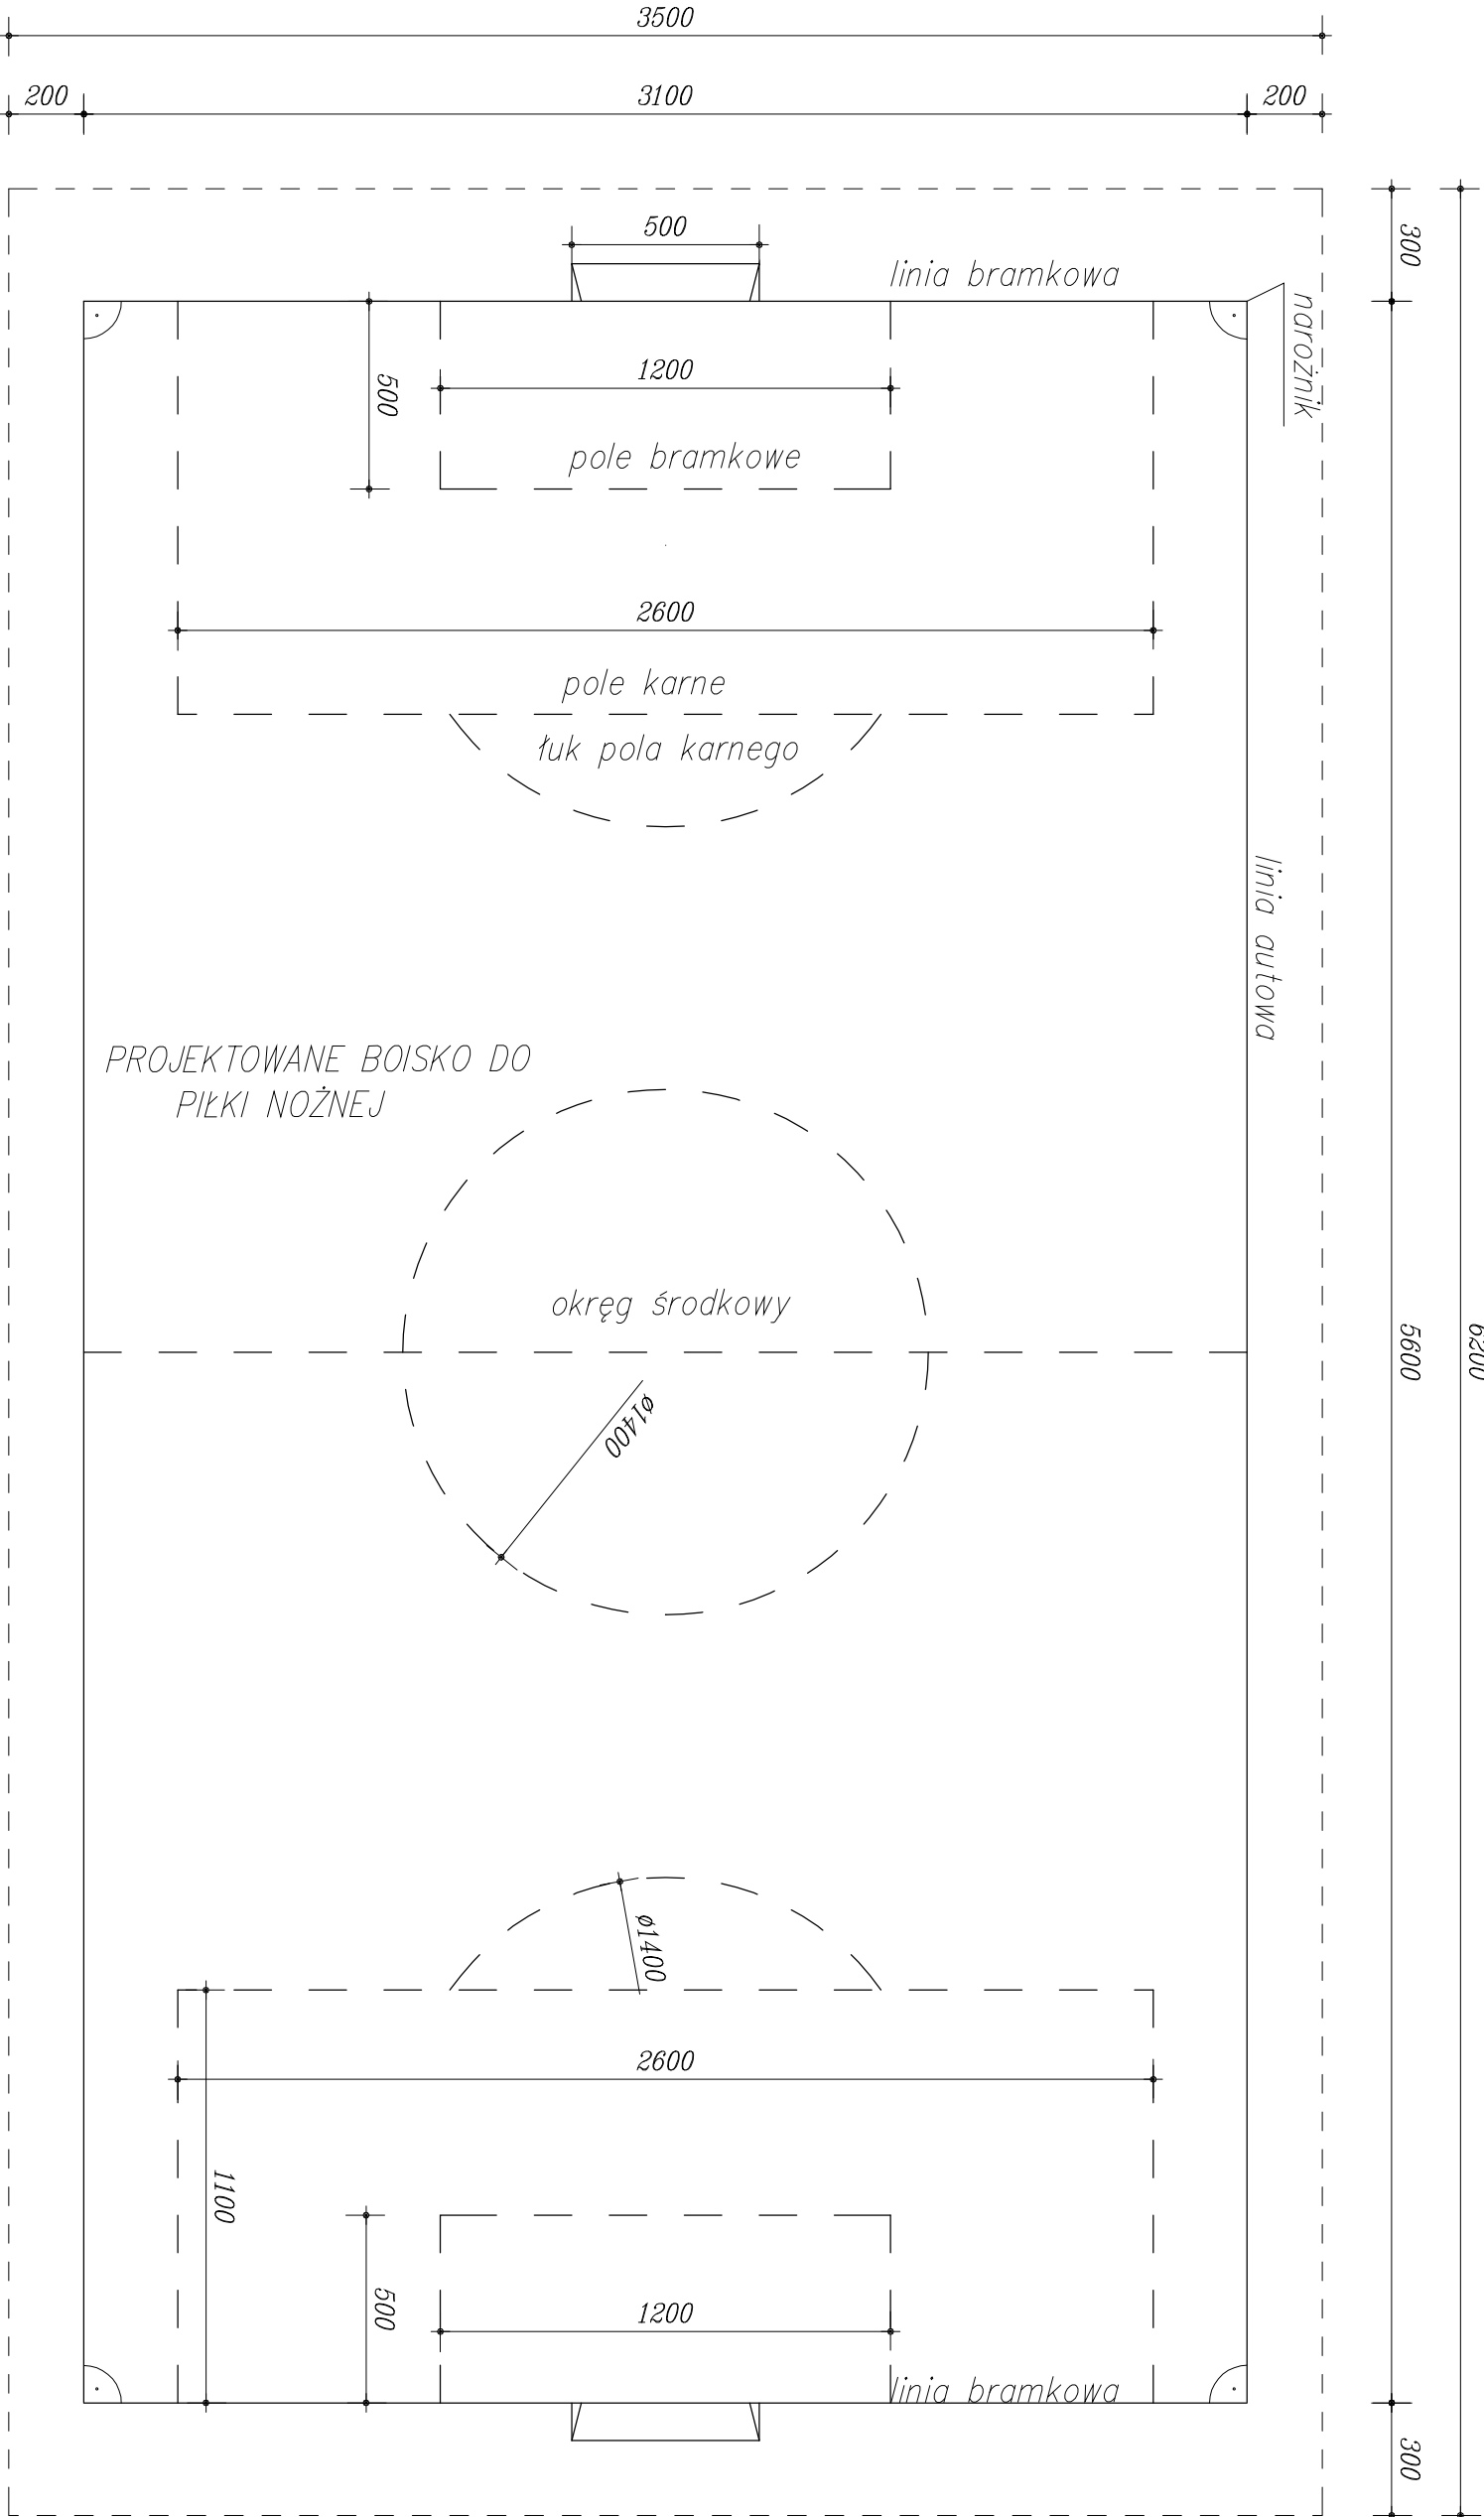 3500
200
3100
200
500
300
linia bramkowa
narożnik
1200
500
pole bramkowe
2600
pole karne
łuk pola karnego
linia autowa
PROJEKTOWANE BOISKO DO
PIŁKI NOŻNEJ
okręg środkowy
5600
6200
ø1400
ø1400
2600
1100
500
1200
linia bramkowa
300